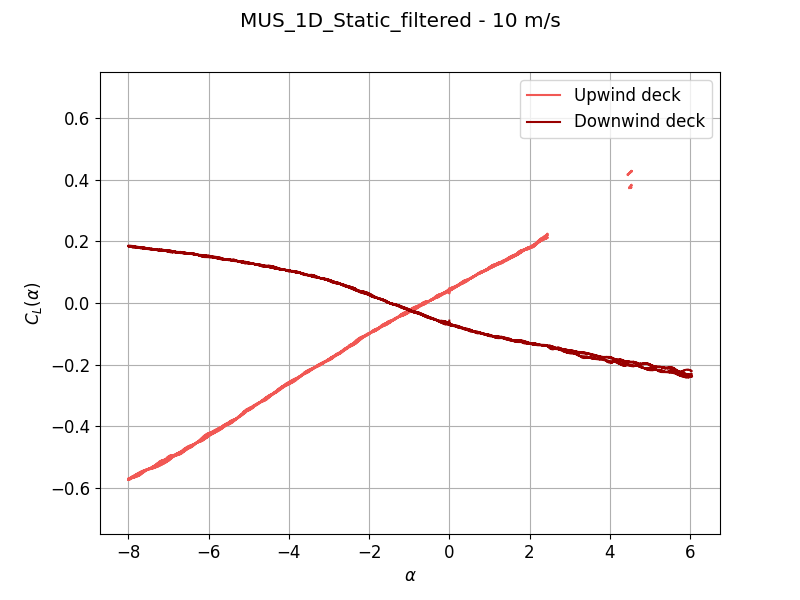 MUS_1D_Static_filtered - 10 m/s
Upwind deck
Downwind deck
0.6
0.4
0.2
0.0
−0.2
−0.4
−0.6
C_L(α)
−8 −6 −4 −2 0 2 4 6
α